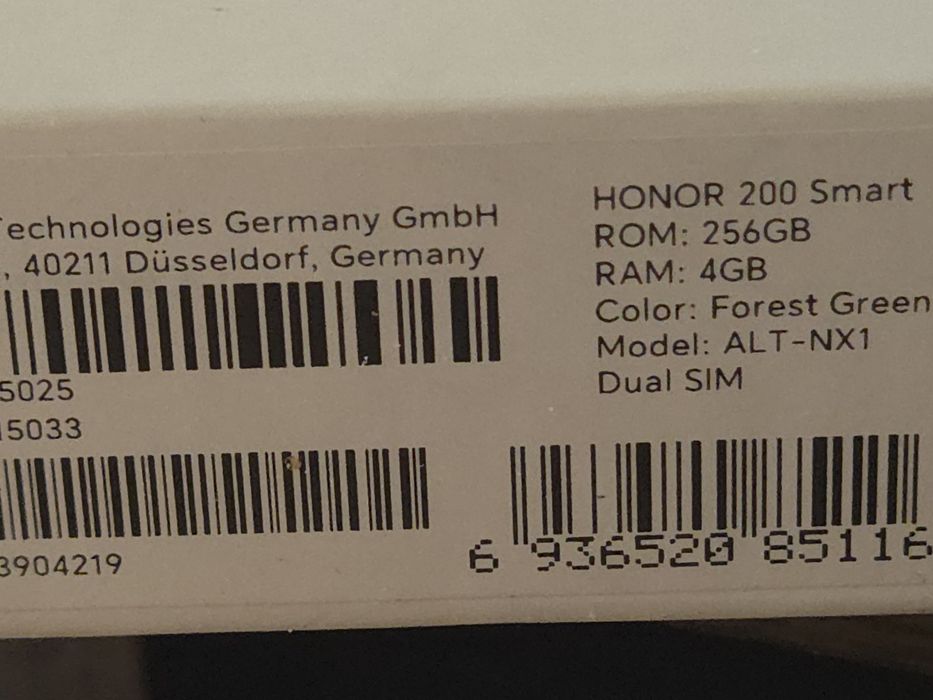 Technologies Germany GmbH
, 40211 Düsseldorf, Germany
5025
15033
3904219
HONOR 200 Smart
ROM: 256GB
RAM: 4GB
Color: Forest Green
Model: ALT-NX1
Dual SIM
6 936520 85116